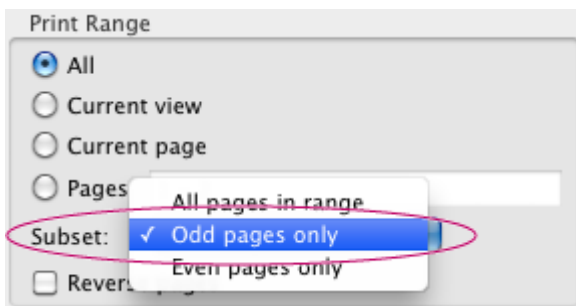 Print Range
All
Current view
Current page
Pages
All pages in range
Subset: ✓ Odd pages only
Even pages only
Revers